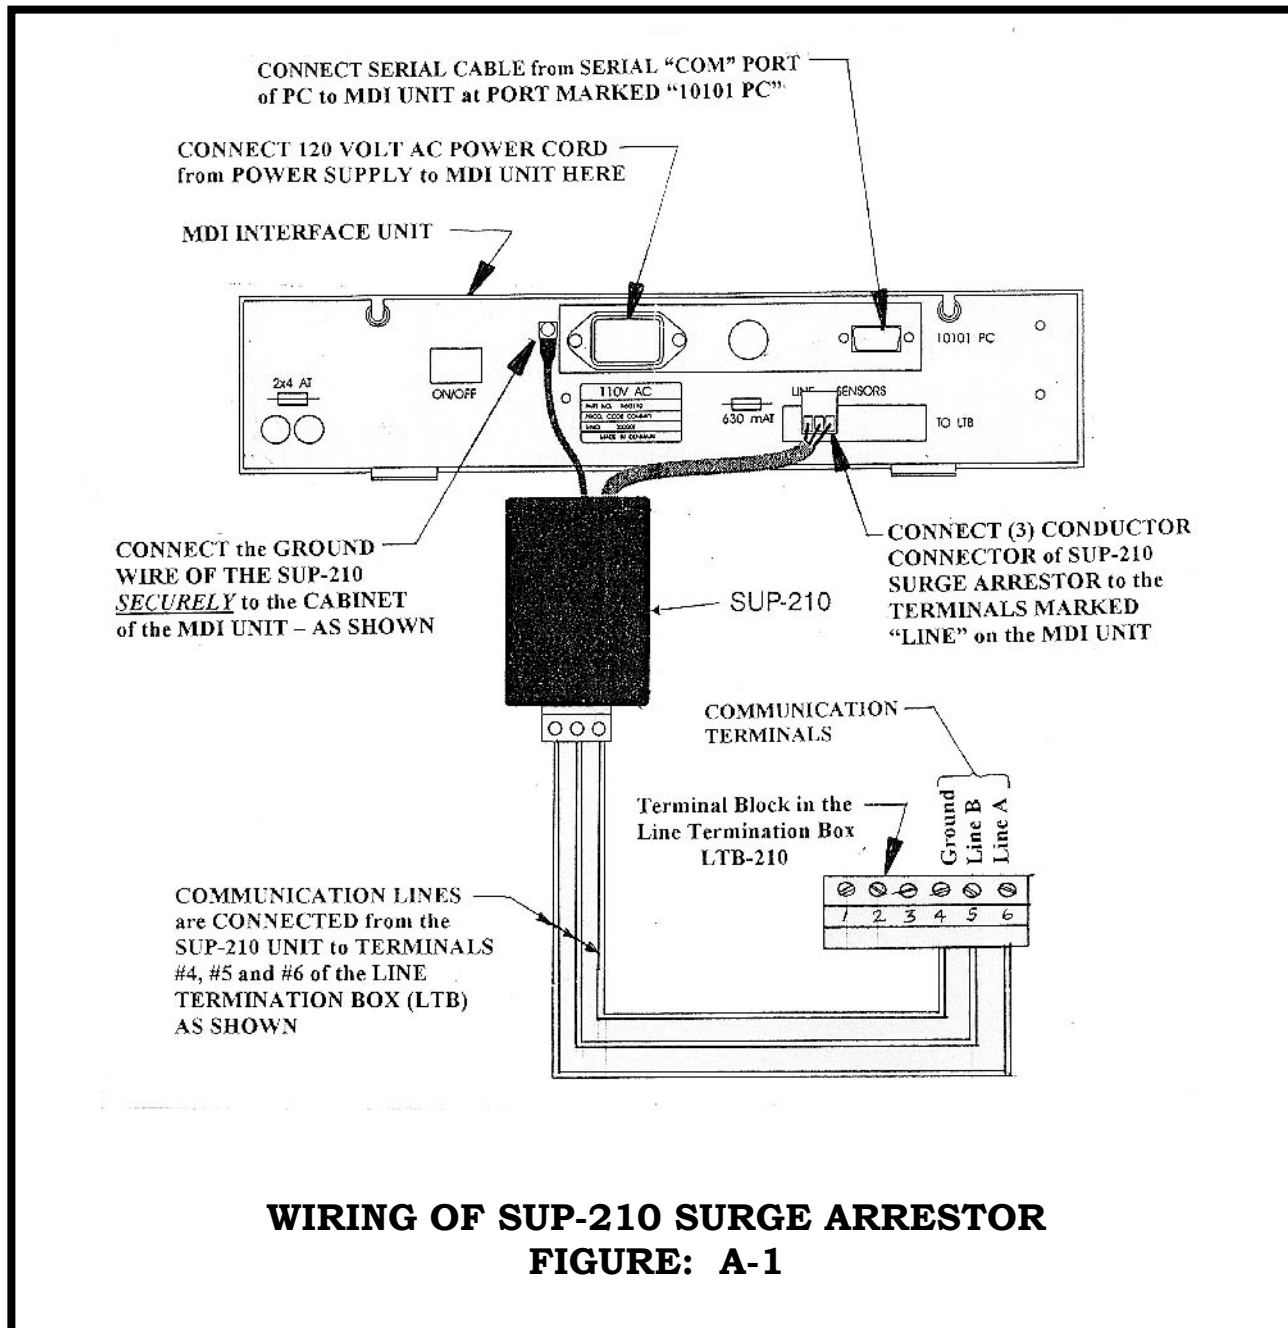 CONNECT SERIAL CABLE from SERIAL “COM” PORT
of PC to MDI UNIT at PORT MARKED “10101 PC”
CONNECT 120 VOLT AC POWER CORD
from POWER SUPPLY to MDI UNIT HERE
MDI INTERFACE UNIT
10101 PC
2x4 AT
ON/OFF
110V AC
MADE IN DENMARK
630 mAT
LINE SENSORS
TO LTB
CONNECT the GROUND
WIRE OF THE SUP-210
SECURELY to the CABINET
of the MDI UNIT – AS SHOWN
SUP-210
CONNECT (3) CONDUCTOR
CONNECTOR of SUP-210
SURGE ARRESTOR to the
TERMINALS MARKED
“LINE” on the MDI UNIT
COMMUNICATION
TERMINALS
Terminal Block in the
Line Termination Box
LTB-210
Ground
Line B
Line A
1 2 3 4 5 6
COMMUNICATION LINES
are CONNECTED from the
SUP-210 UNIT to TERMINALS
#4, #5 and #6 of the LINE
TERMINATION BOX (LTB)
AS SHOWN
WIRING OF SUP-210 SURGE ARRESTOR
FIGURE: A-1